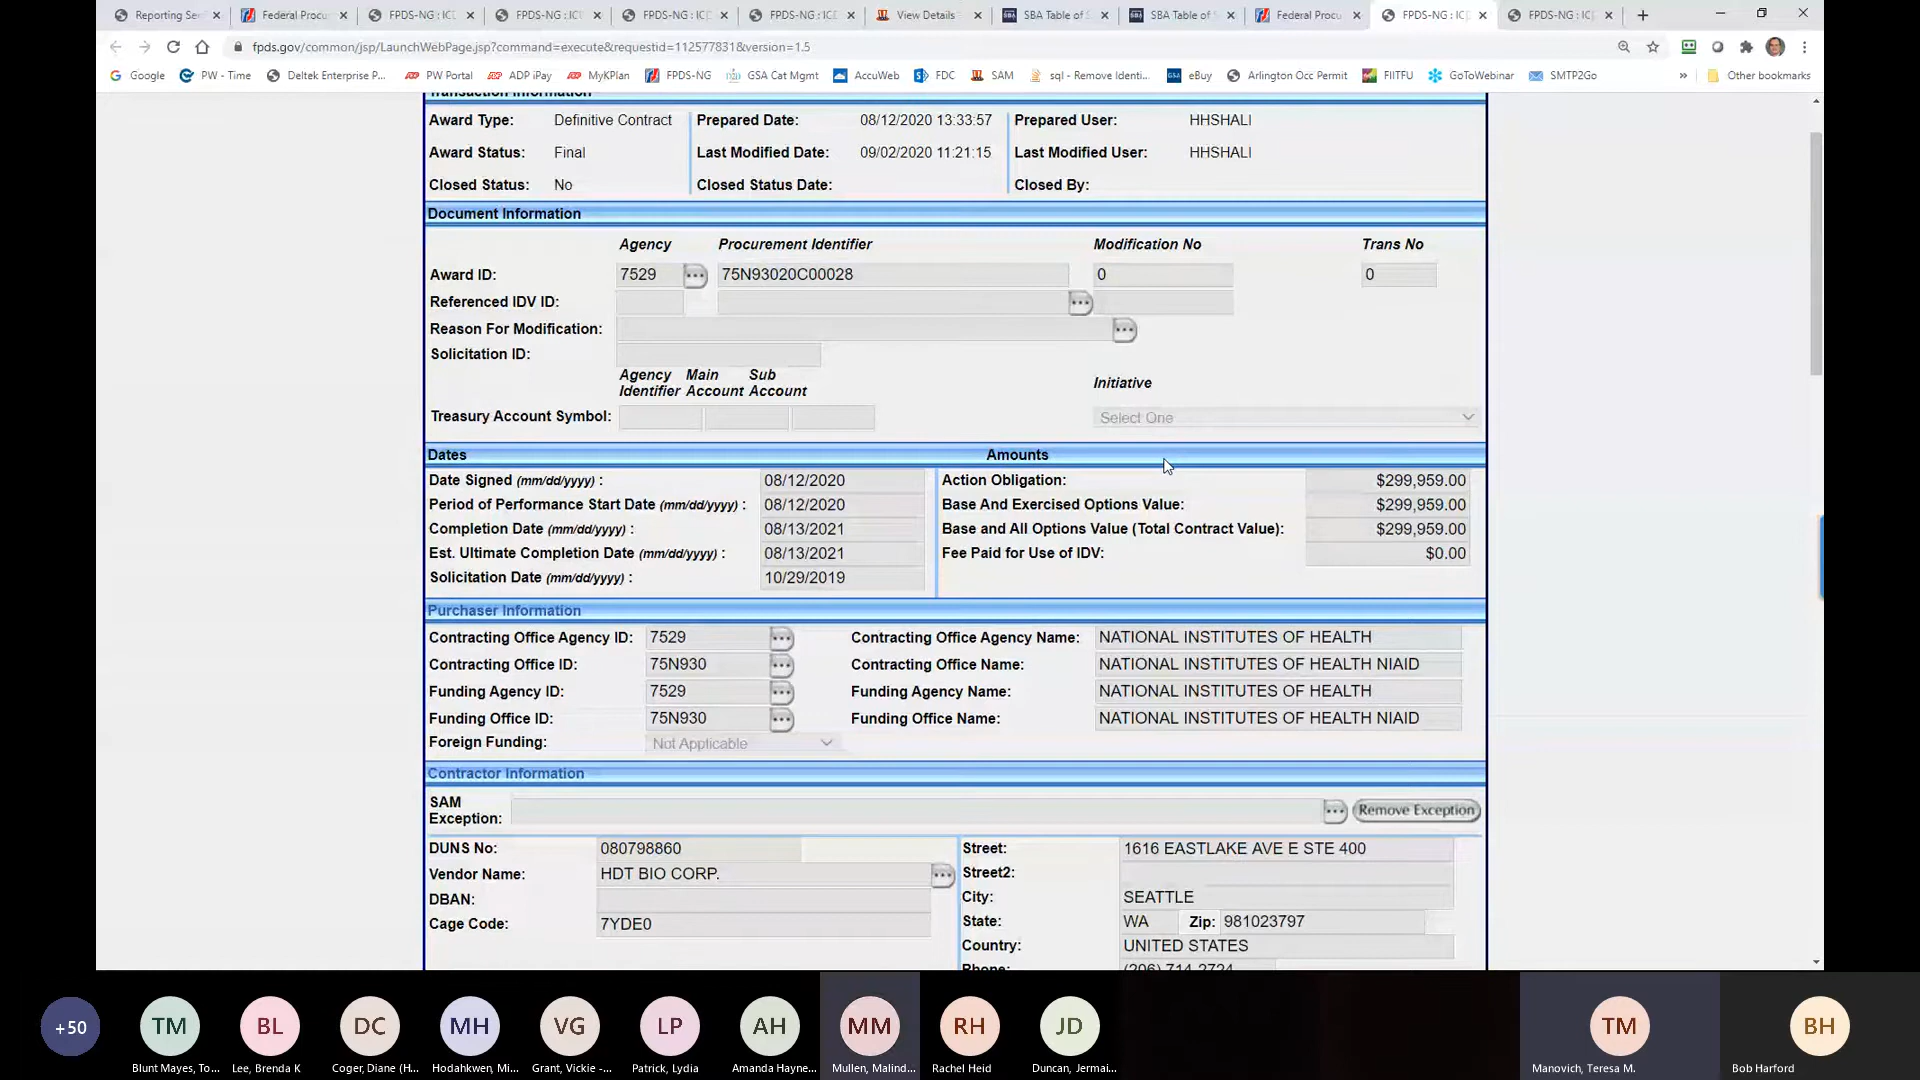 Reporting Se
Federal Procu
FPDS-NG : IC
FPDS-NG : IC
FPDS-NG : IC
FPDS-NG : IC
View Details
SBA Table of S
SBA Table of S
Federal Procu
FPDS-NG : IC
FPDS-NG : IC
fpds.gov/common/jsp/LaunchWebPage.jsp?command=execute&requestid=112577831&version=1.5
Google PW - Time Deltek Enterprise P... PW Portal ADP iPay MyKPlan FPDS-NG GSA Cat Mgmt AccuWeb FDC SAM sql - Remove Identi... eBuy Arlington Occ Permit FIITFU GoToWebinar SMTP2Go » Other bookmarks
Transaction Information
Award Type: Definitive Contract Prepared Date: 08/12/2020 13:33:57 Prepared User: HHSHALI
Award Status: Final Last Modified Date: 09/02/2020 11:21:15 Last Modified User: HHSHALI
Closed Status: No Closed Status Date: Closed By:
Document Information
Agency Procurement Identifier Modification No Trans No
Award ID: 7529 ... 75N93020C00028 0 0
Referenced IDV ID: ...
Reason For Modification: ...
Solicitation ID:
Agency Main Sub
Identifier Account Account Initiative
Treasury Account Symbol: Select One
Dates Amounts
Date Signed (mm/dd/yyyy) : 08/12/2020 Action Obligation: $299,959.00
Period of Performance Start Date (mm/dd/yyyy) : 08/12/2020 Base And Exercised Options Value: $299,959.00
Completion Date (mm/dd/yyyy) : 08/13/2021 Base and All Options Value (Total Contract Value): $299,959.00
Est. Ultimate Completion Date (mm/dd/yyyy) : 08/13/2021 Fee Paid for Use of IDV: $0.00
Solicitation Date (mm/dd/yyyy) : 10/29/2019
Purchaser Information
Contracting Office Agency ID: 7529 ... Contracting Office Agency Name: NATIONAL INSTITUTES OF HEALTH
Contracting Office ID: 75N930 ... Contracting Office Name: NATIONAL INSTITUTES OF HEALTH NIAID
Funding Agency ID: 7529 ... Funding Agency Name: NATIONAL INSTITUTES OF HEALTH
Funding Office ID: 75N930 ... Funding Office Name: NATIONAL INSTITUTES OF HEALTH NIAID
Foreign Funding: Not Applicable
Contractor Information
SAM
Exception: ... Remove Exception
DUNS No: 080798860 Street: 1616 EASTLAKE AVE E STE 400
Vendor Name: HDT BIO CORP. ... Street2:
DBAN: City: SEATTLE
Cage Code: 7YDE0 State: WA Zip: 981023797
Country: UNITED STATES
Phone: (206) 714-2724
+50 TM BL DC MH VG LP AH MM RH JD TM BH
Blunt Mayes, To... Lee, Brenda K Coger, Diane (H... Hodahkwen, Mi... Grant, Vickie -... Patrick, Lydia Amanda Hayne... Mullen, Malind... Rachel Heid Duncan, Jermai... Manovich, Teresa M. Bob Harford